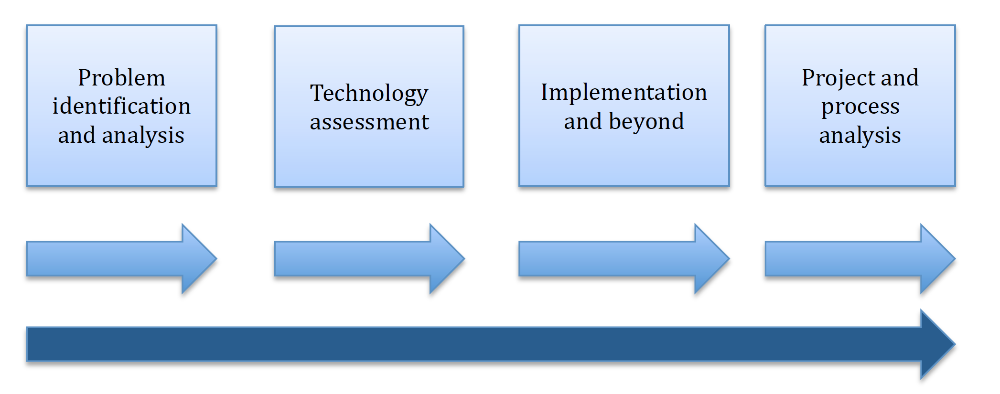 Problem
identification
and analysis
Technology
assessment
Implementation
and beyond
Project and
process
analysis